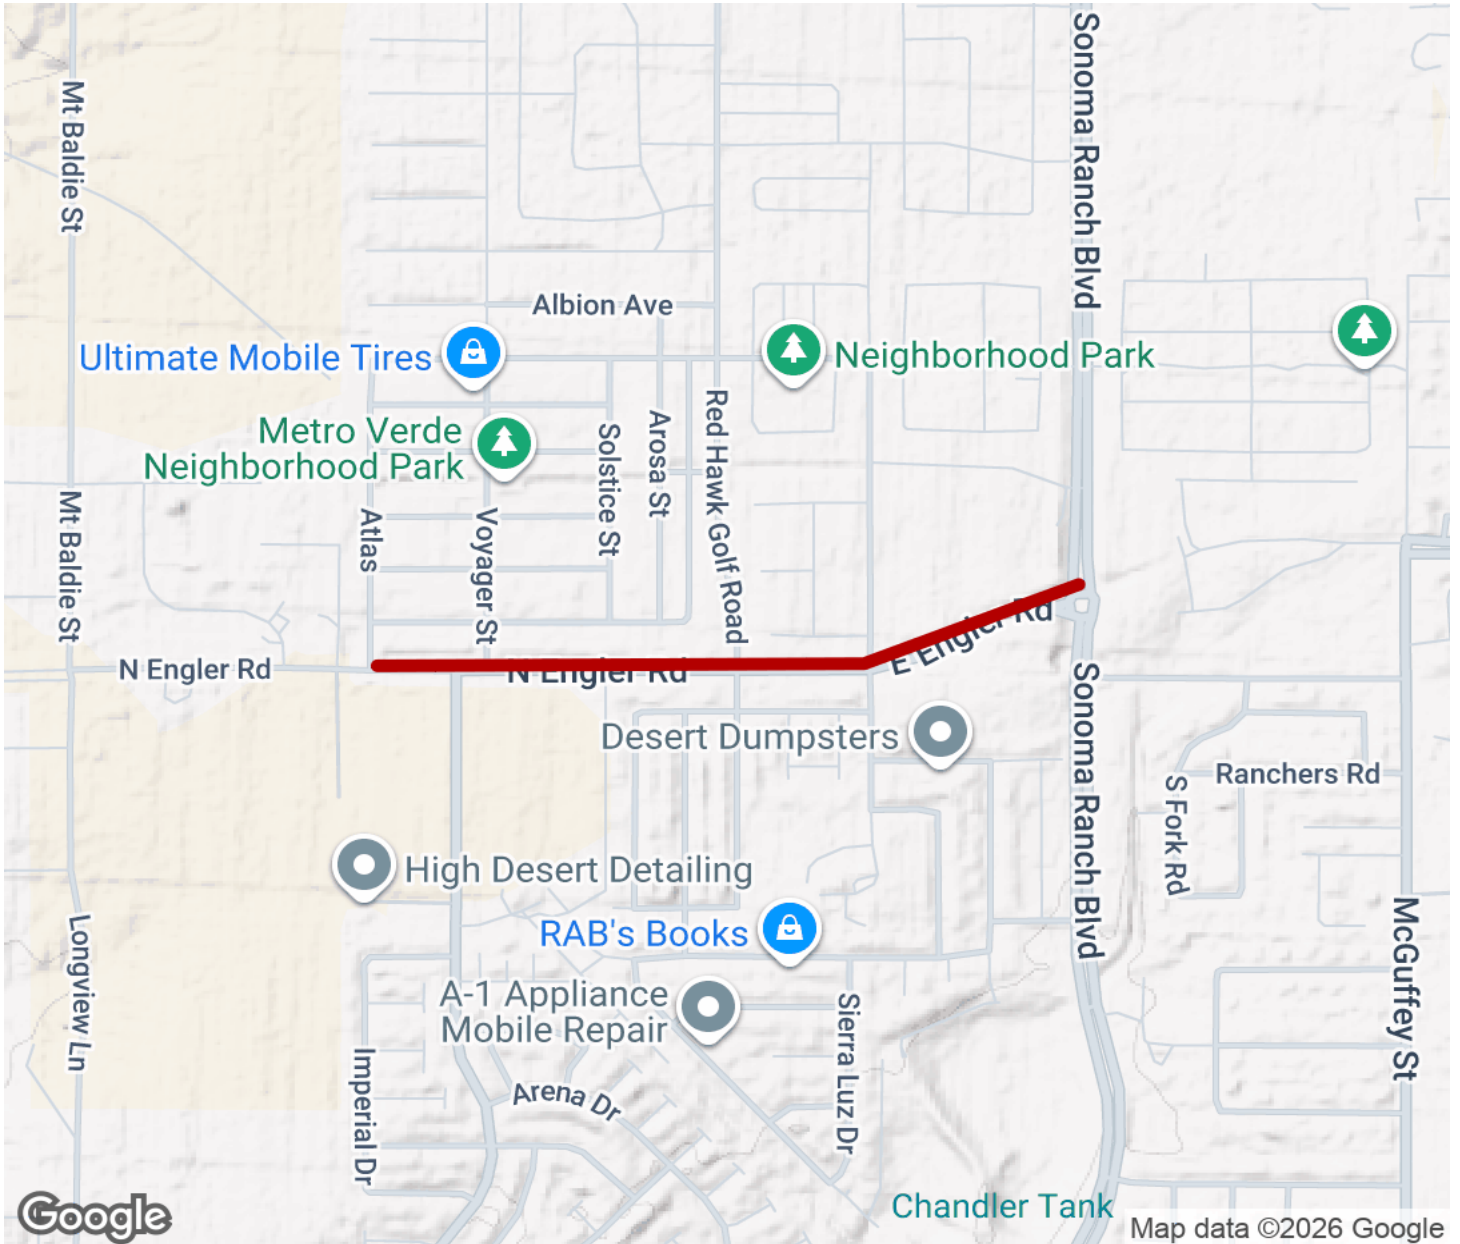 Sonoma Ranch Blvd
Mt Baldie St
Albion Ave
Ultimate Mobile Tires
Neighborhood Park
Metro Verde
Neighborhood Park
Red Hawk Golf Road
Arosa St
Solstice St
Mt Baldie St
Atlas
Voyager St
E Engler Rd
N Engler Rd
N Engler Rd
Sonoma Ranch Blvd
Desert Dumpsters
Ranchers Rd
S Fork Rd
High Desert Detailing
RAB's Books
McGuffey St
Longview Ln
A-1 Appliance
Mobile Repair
Sierra Luz Dr
Imperial Dr
Arena Dr
Chandler Tank
Google
Map data ©2026 Google